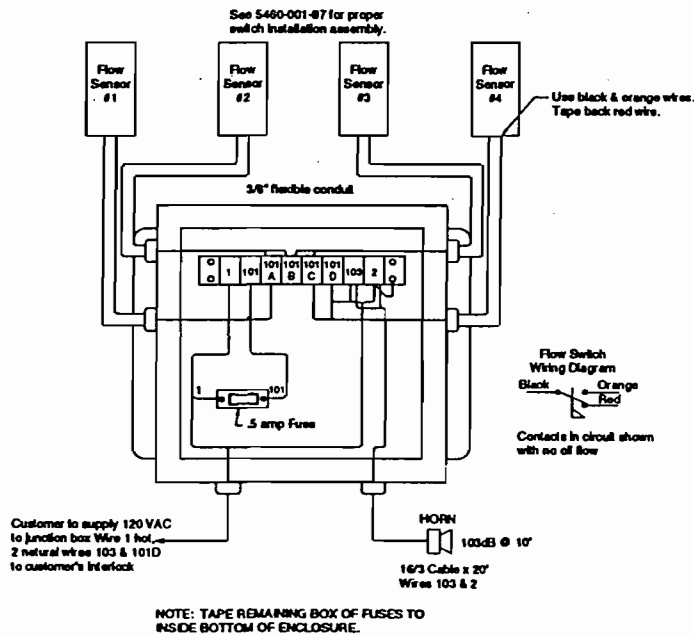 See 5460-001-87 for proper
switch installation assembly.
Flow
Sensor
#1
Flow
Sensor
#2
Flow
Sensor
#3
Flow
Sensor
#4
Use black & orange wires.
Tape back red wire.
3/8" flexible conduit
1 101 101 A 101 B 101 C 101 D 103 2
1 101
.5 amp Fuse
Flow Switch
Wiring Diagram
Black Orange
Red
Contacts in circuit shown
with no oil flow
Customer to supply 120 VAC
to junction box Wire 1 hot,
2 natural wires 103 & 101D
to customer's interlock
HORN
103dB @ 10'
16/3 Cable x 20'
Wires 103 & 2
NOTE: TAPE REMAINING BOX OF FUSES TO
INSIDE BOTTOM OF ENCLOSURE.